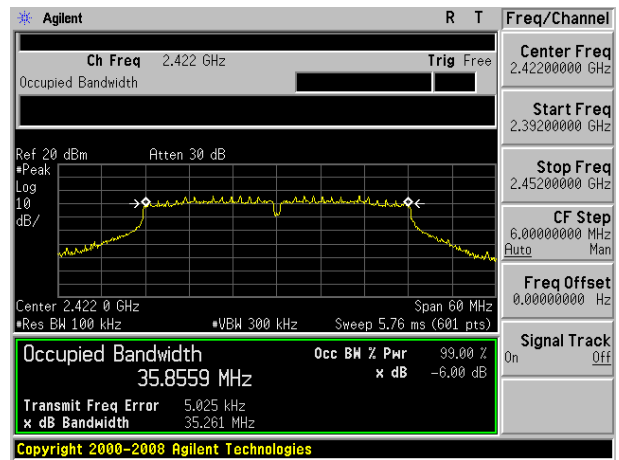 Agilent R T Freq/Channel
Ch Freq 2.422 GHz Trig Free
Occupied Bandwidth
Center Freq
2.42200000 GHz
Start Freq
2.39200000 GHz
Stop Freq
2.45200000 GHz
CF Step
6.00000000 MHz
Auto Man
Freq Offset
0.00000000 Hz
Signal Track
On Off
Ref 20 dBm Atten 30 dB
#Peak
Log
10
dB/
Center 2.422 0 GHz Span 60 MHz
#Res BW 100 kHz #VBW 300 kHz Sweep 5.76 ms (601 pts)
Occupied Bandwidth Occ BW % Pwr 99.00 %
35.8559 MHz x dB -6.00 dB
Transmit Freq Error 5.025 kHz
x dB Bandwidth 35.261 MHz
Copyright 2000-2008 Agilent Technologies